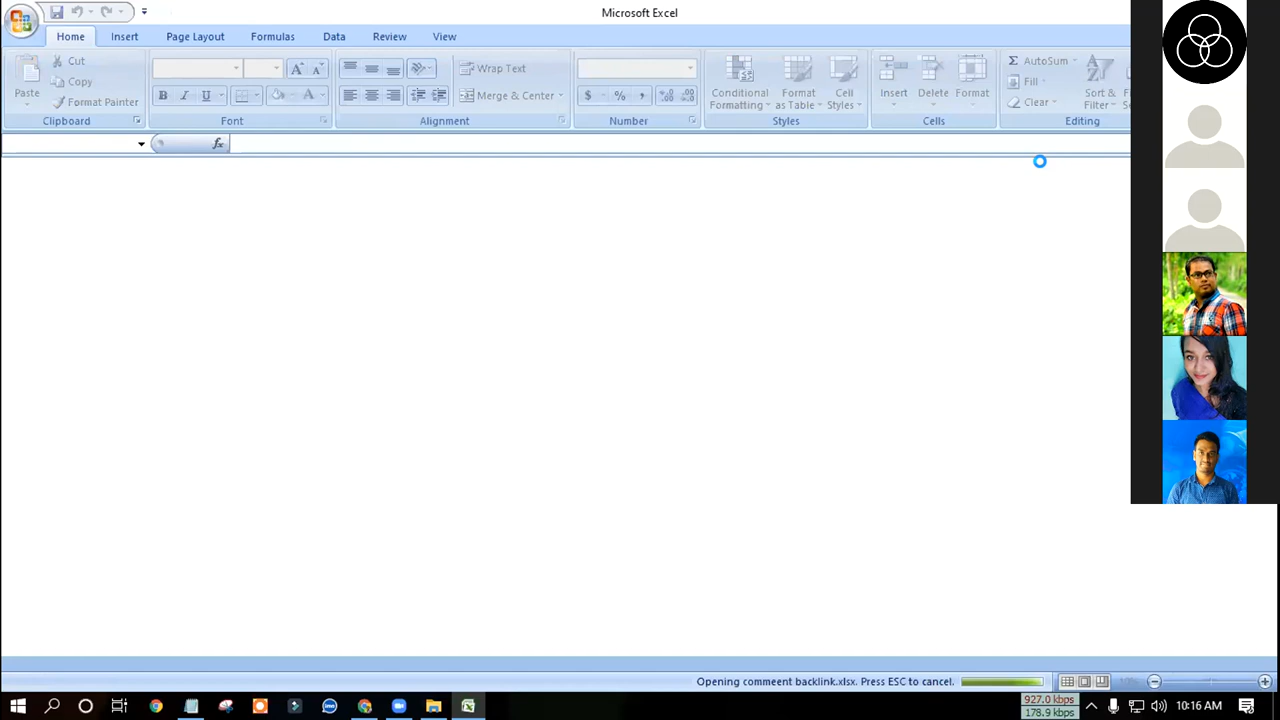 Microsoft Excel
Home Insert Page Layout Formulas Data Review View
Paste
Cut
Copy
Format Painter
Clipboard
B I U
Font
Wrap Text
Merge & Center
Alignment
$ % ,
Number
Conditional Formatting
Format as Table
Cell Styles
Styles
Insert Delete Format
Cells
Σ AutoSum
Fill
Clear
Sort & Filter
Editing
fx
Opening commeent backlink.xlsx. Press ESC to cancel.
927.0 kbps
178.9 kbps
10:16 AM